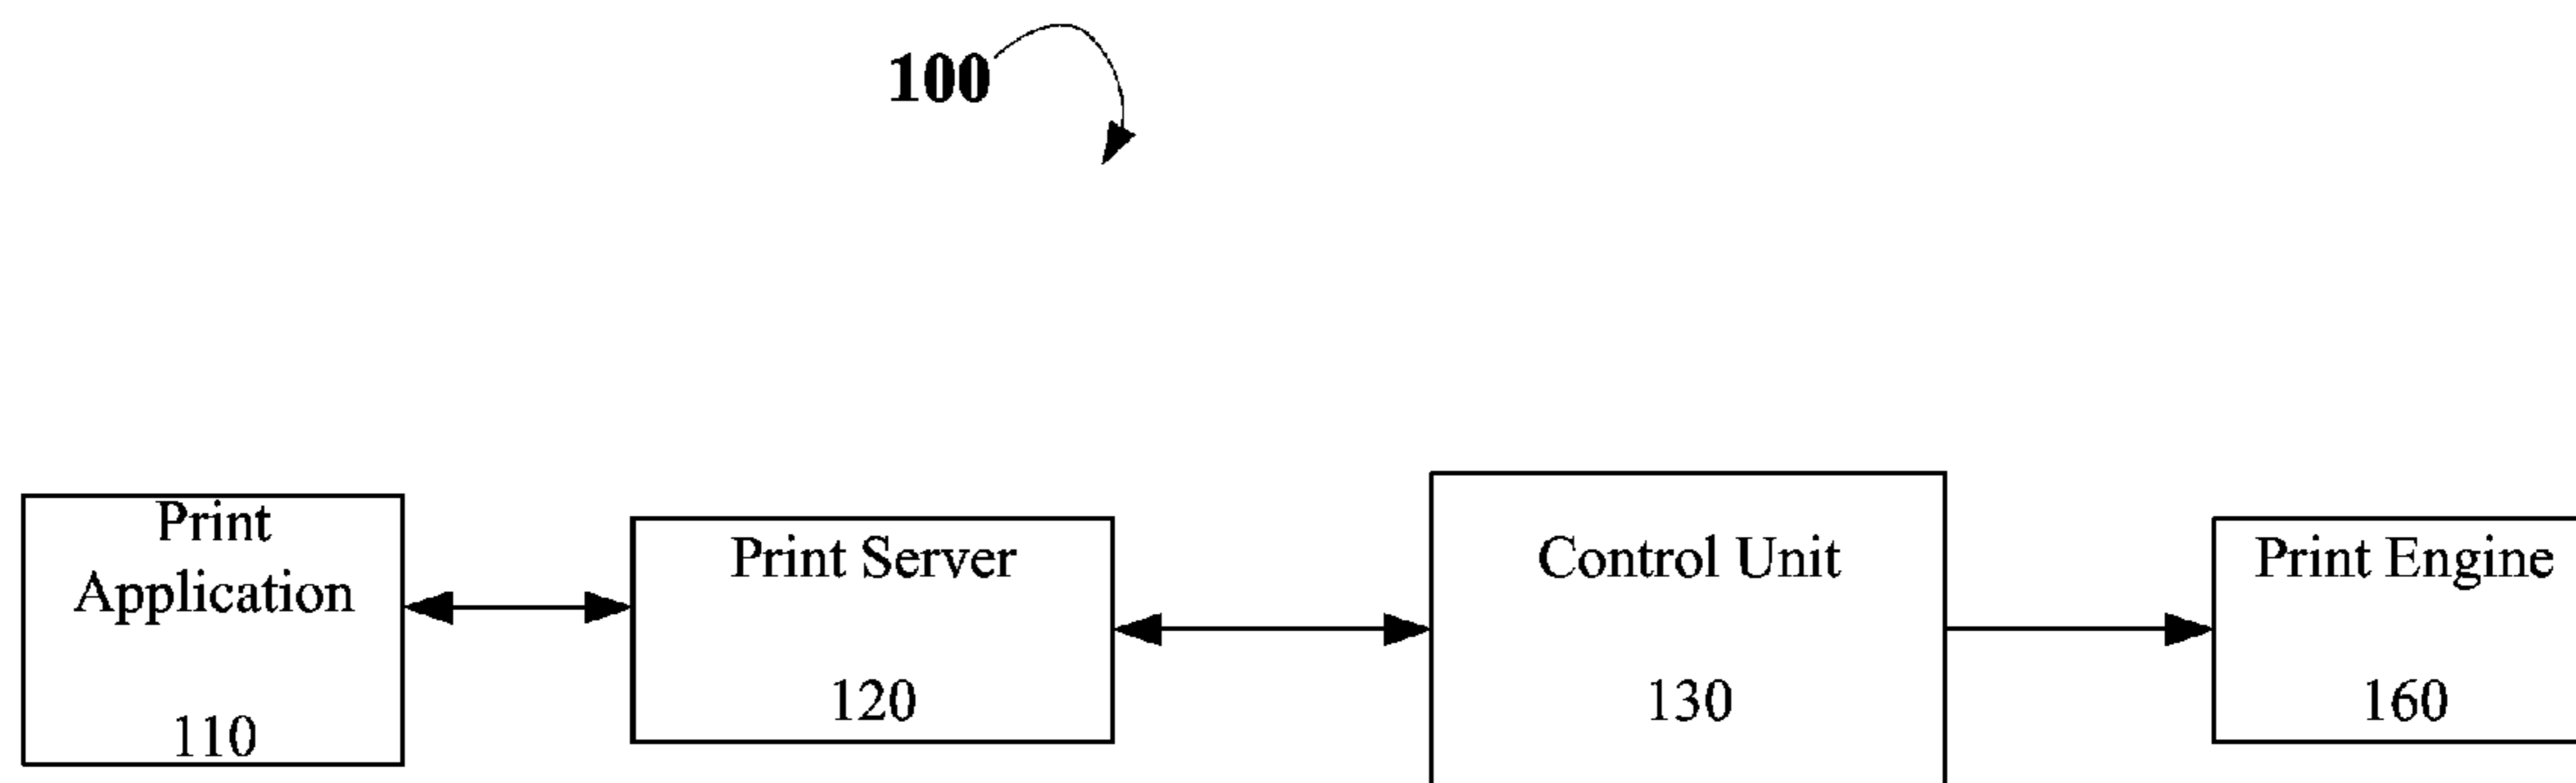 100
Print
Application
110
Print Server
120
Control Unit
130
Print Engine
160